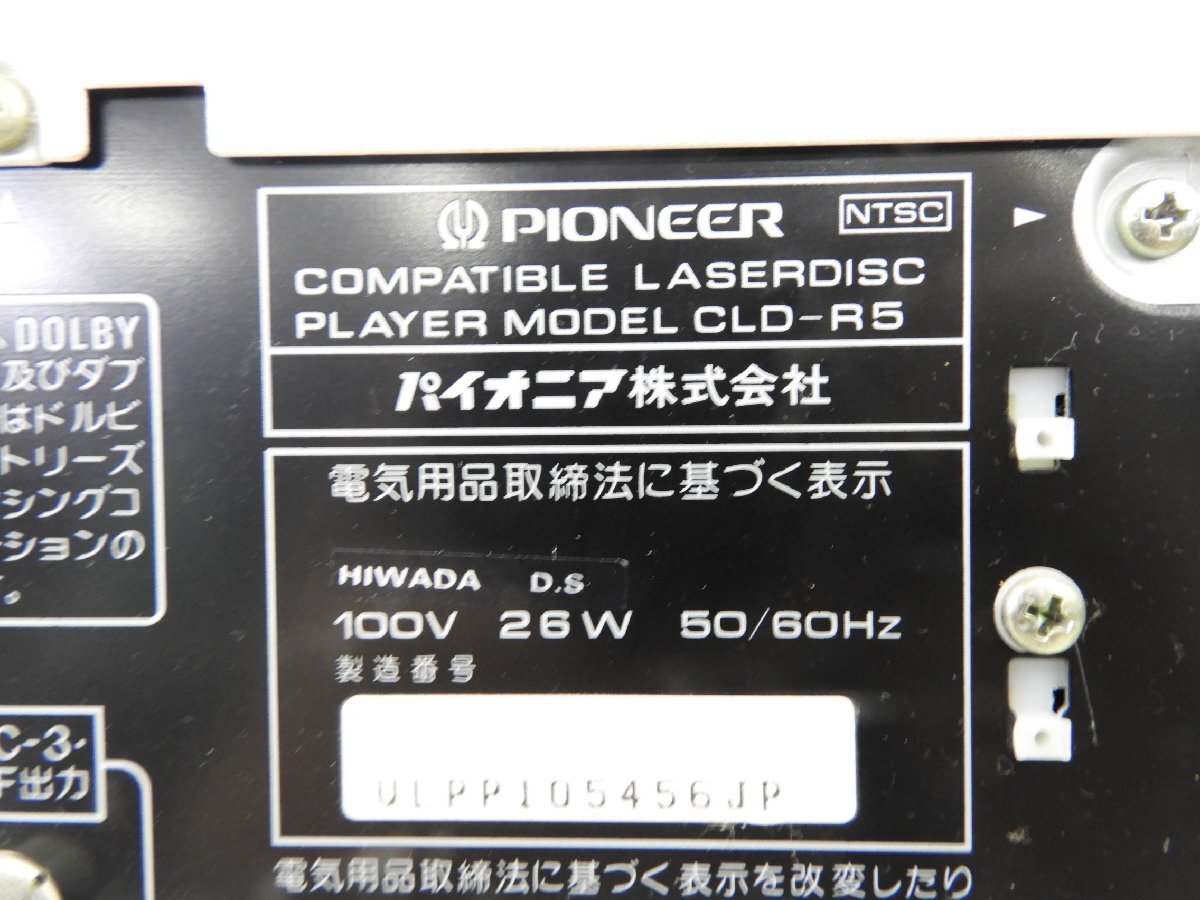 PIONEER NTSC
COMPATIBLE LASERDISC
PLAYER MODEL CLD-R5
パイオニア株式会社
電気用品取締法に基づく表示
HIWADA D.S
100V 26W 50/60Hz
製造番号
105456JP
電気用品取締法に基づく表示を改変したり
DOLBY
及びダブ
はドルビ
トリーズ
シングコ
ションの
C-3・
F出力